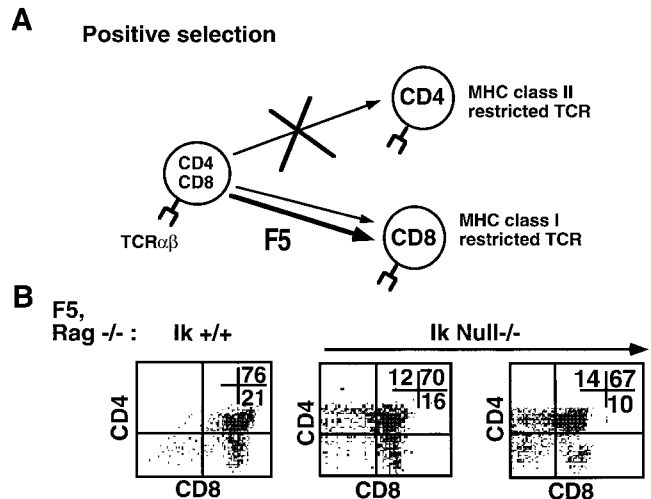 A
Positive selection
CD4
MHC class II
restricted TCR
CD4
CD8
TCRαβ
F5
CD8
MHC class I
restricted TCR
B
F5,
Rag -/- : Ik +/+ Ik Null-/-
76
21
CD4
CD8
12 70
16
CD4
CD8
14 67
10
CD4
CD8